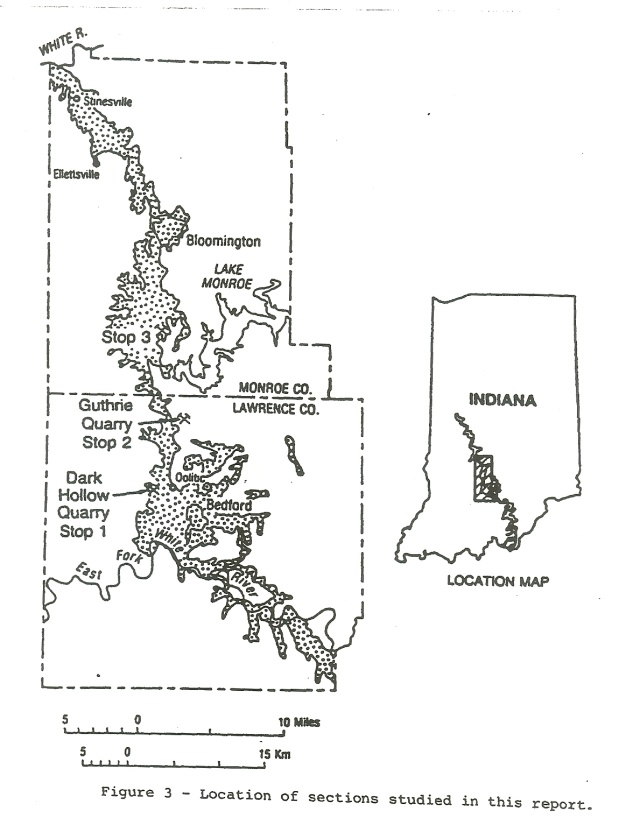 WHITE R.
Stinesville
Ellettsville
Bloomington
LAKE
MONROE
Stop 3
MONROE CO.
LAWRENCE CO.
Guthrie
Quarry
Stop 2
Oolitic
Dark
Hollow
Quarry
Stop 1
Bedford
East Fork White River
INDIANA
LOCATION MAP
5 0 10 Miles
5 0 15 Km
Figure 3 - Location of sections studied in this report.